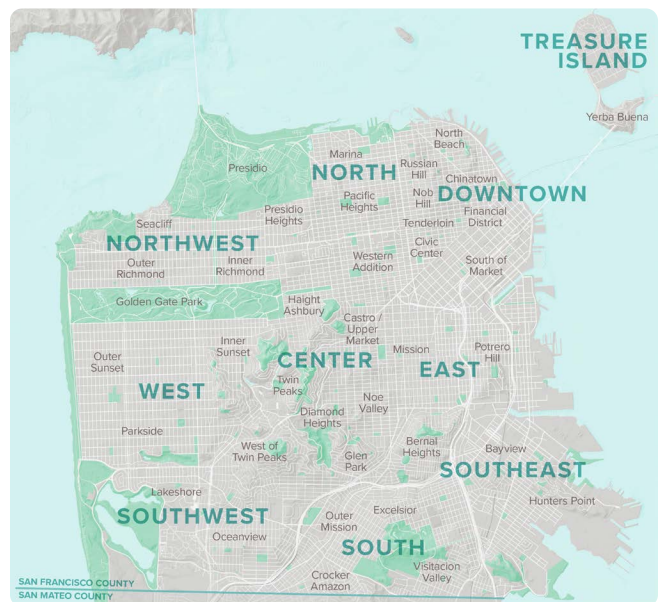 TREASURE
ISLAND
Yerba Buena
North
Beach
Marina
Russian
Hill
Presidio
NORTH
Chinatown
Nob
Hill
DOWNTOWN
Pacific
Heights
Presidio
Heights
Financial
District
Seacliff
Tenderloin
NORTHWEST
Civic
Center
Outer
Richmond
Inner
Richmond
Western
Addition
South of
Market
Golden Gate Park
Haight
Ashbury
Castro /
Upper
Market
Inner
Sunset
Mission
Potrero
Hill
Outer
Sunset
CENTER
EAST
Twin
Peaks
WEST
Noe
Valley
Diamond
Heights
Parkside
West of
Twin Peaks
Bernal
Heights
Bayview
Glen
Park
SOUTHEAST
Lakeshore
Hunters Point
SOUTHWEST
Outer
Mission
Excelsior
Oceanview
SOUTH
Visitacion
Valley
Crocker
Amazon
SAN FRANCISCO COUNTY
SAN MATEO COUNTY